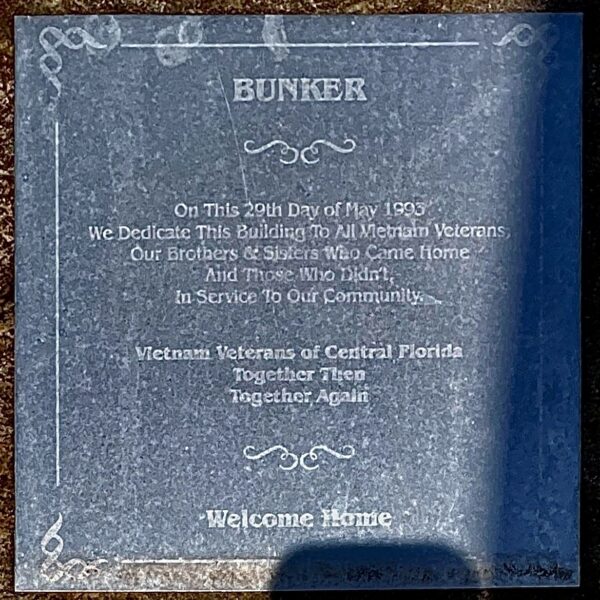 BUNKER
On This 29th Day of May 1993
We Dedicate This Building To All Vietnam Veterans,
Our Brothers & Sisters Who Came Home
And Those Who Didn't,
In Service To Our Community.
Vietnam Veterans of Central Florida
Together Then
Together Again
Welcome Home